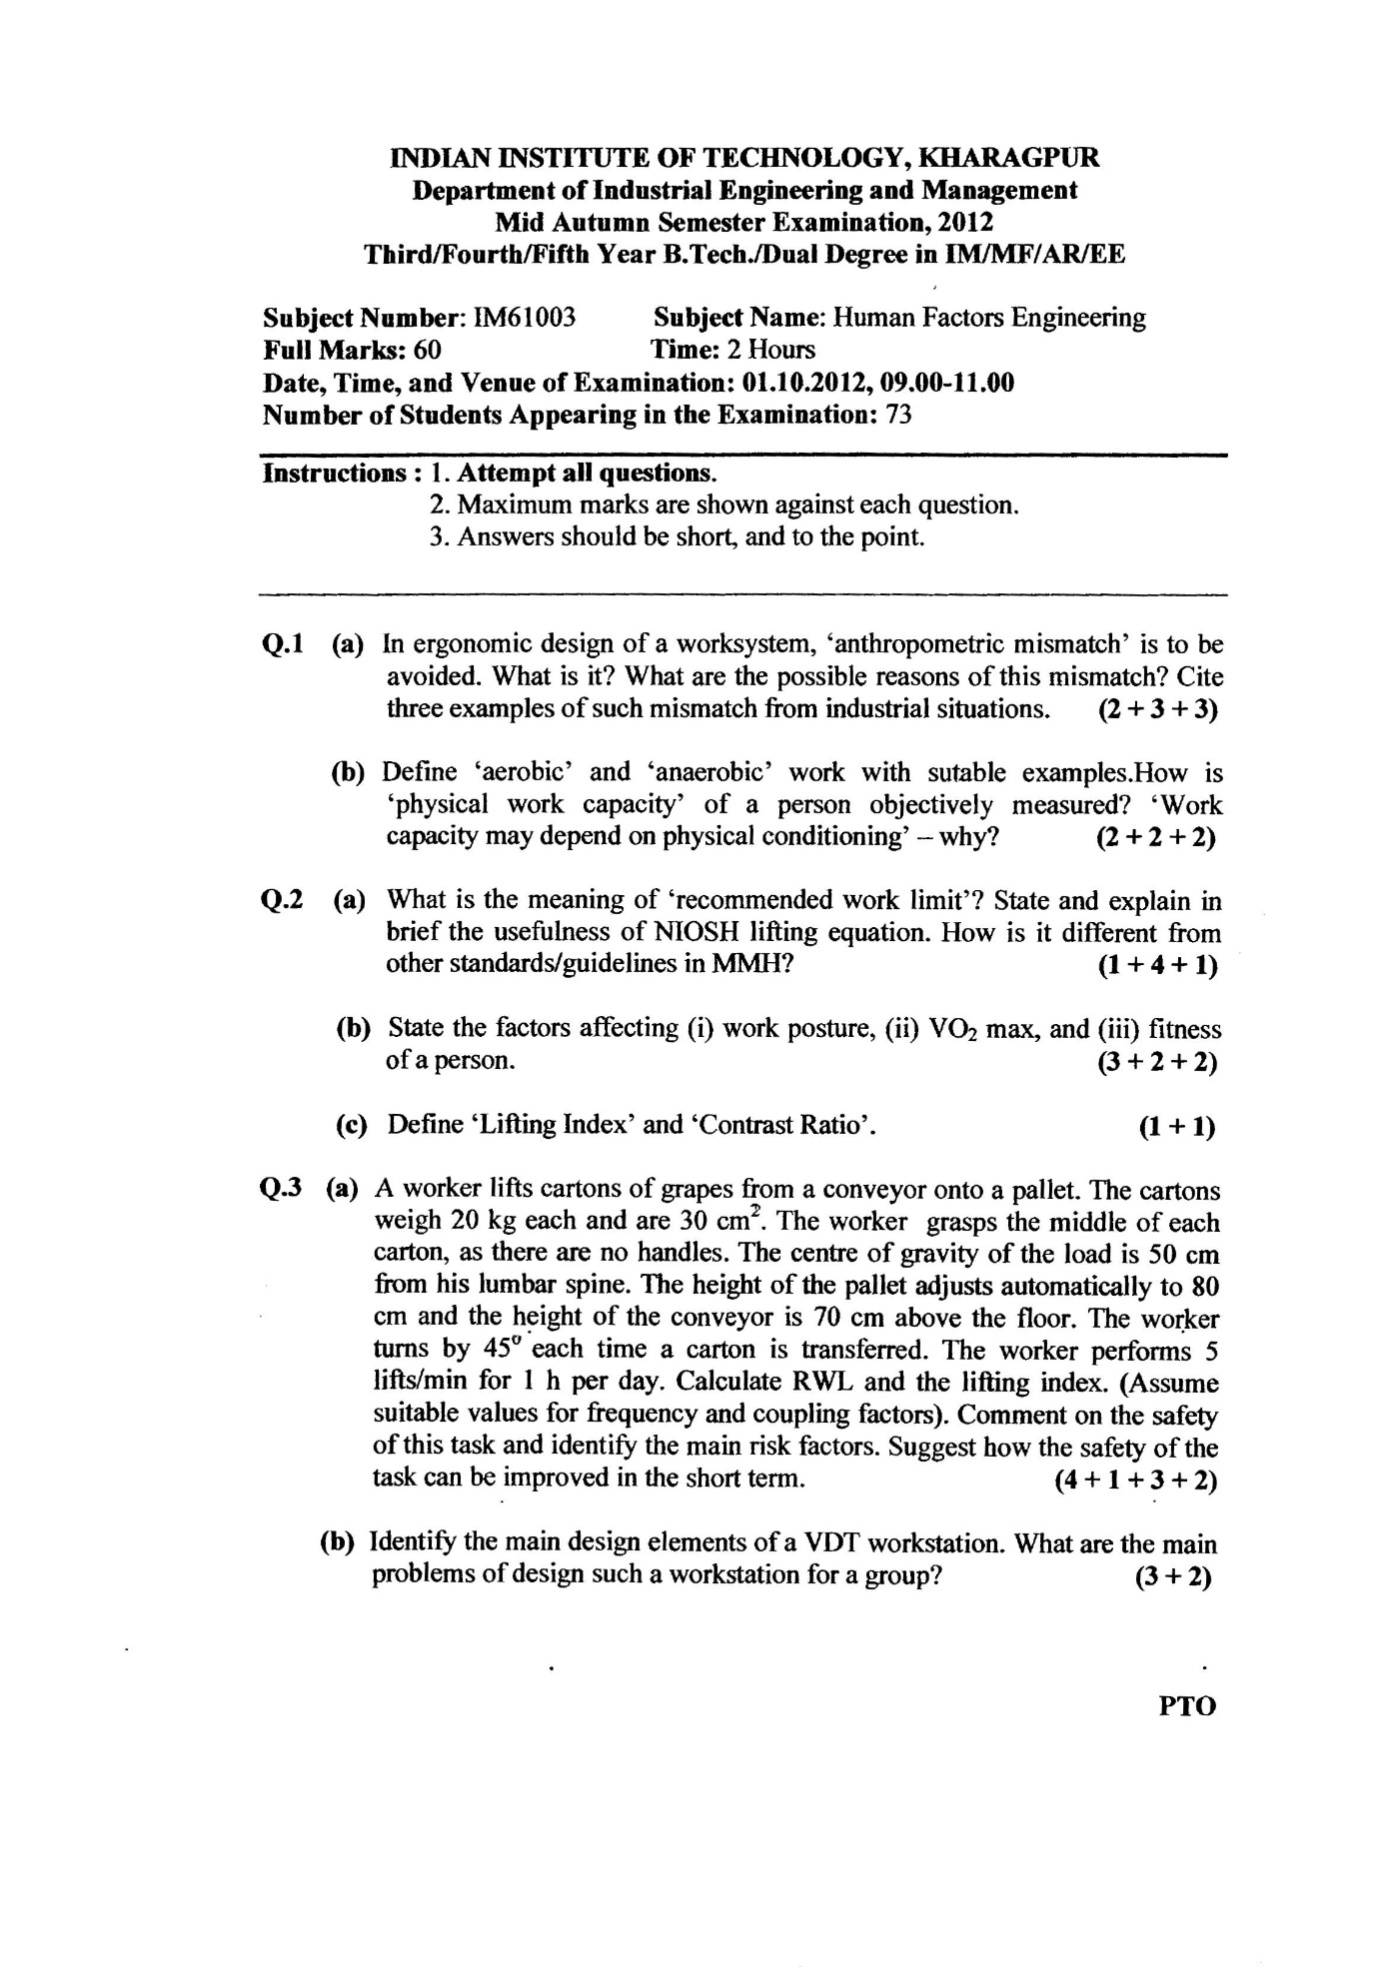 INDIAN INSTITUTE OF TECHNOLOGY, KHARAGPUR
Department of Industrial Engineering and Management
Mid Autumn Semester Examination, 2012
Third/Fourth/Fifth Year B.Tech./Dual Degree in IM/MF/AR/EE
Subject Number: IM61003 Subject Name: Human Factors Engineering
Full Marks: 60 Time: 2 Hours
Date, Time, and Venue of Examination: 01.10.2012, 09.00-11.00
Number of Students Appearing in the Examination: 73
Instructions : 1. Attempt all questions.
2. Maximum marks are shown against each question.
3. Answers should be short, and to the point.
Q.1 (a) In ergonomic design of a worksystem, ‘anthropometric mismatch’ is to be
avoided. What is it? What are the possible reasons of this mismatch? Cite
three examples of such mismatch from industrial situations. (2 + 3 + 3)
(b) Define ‘aerobic’ and ‘anaerobic’ work with sutable examples.How is
‘physical work capacity’ of a person objectively measured? ‘Work
capacity may depend on physical conditioning’ – why? (2 + 2 + 2)
Q.2 (a) What is the meaning of ‘recommended work limit’? State and explain in
brief the usefulness of NIOSH lifting equation. How is it different from
other standards/guidelines in MMH? (1 + 4 + 1)
(b) State the factors affecting (i) work posture, (ii) VO₂ max, and (iii) fitness
of a person. (3 + 2 + 2)
(c) Define ‘Lifting Index’ and ‘Contrast Ratio’. (1 + 1)
Q.3 (a) A worker lifts cartons of grapes from a conveyor onto a pallet. The cartons
weigh 20 kg each and are 30 cm². The worker grasps the middle of each
carton, as there are no handles. The centre of gravity of the load is 50 cm
from his lumbar spine. The height of the pallet adjusts automatically to 80
cm and the height of the conveyor is 70 cm above the floor. The worker
turns by 45º each time a carton is transferred. The worker performs 5
lifts/min for 1 h per day. Calculate RWL and the lifting index. (Assume
suitable values for frequency and coupling factors). Comment on the safety
of this task and identify the main risk factors. Suggest how the safety of the
task can be improved in the short term. (4 + 1 + 3 + 2)
(b) Identify the main design elements of a VDT workstation. What are the main
problems of design such a workstation for a group? (3 + 2)
PTO